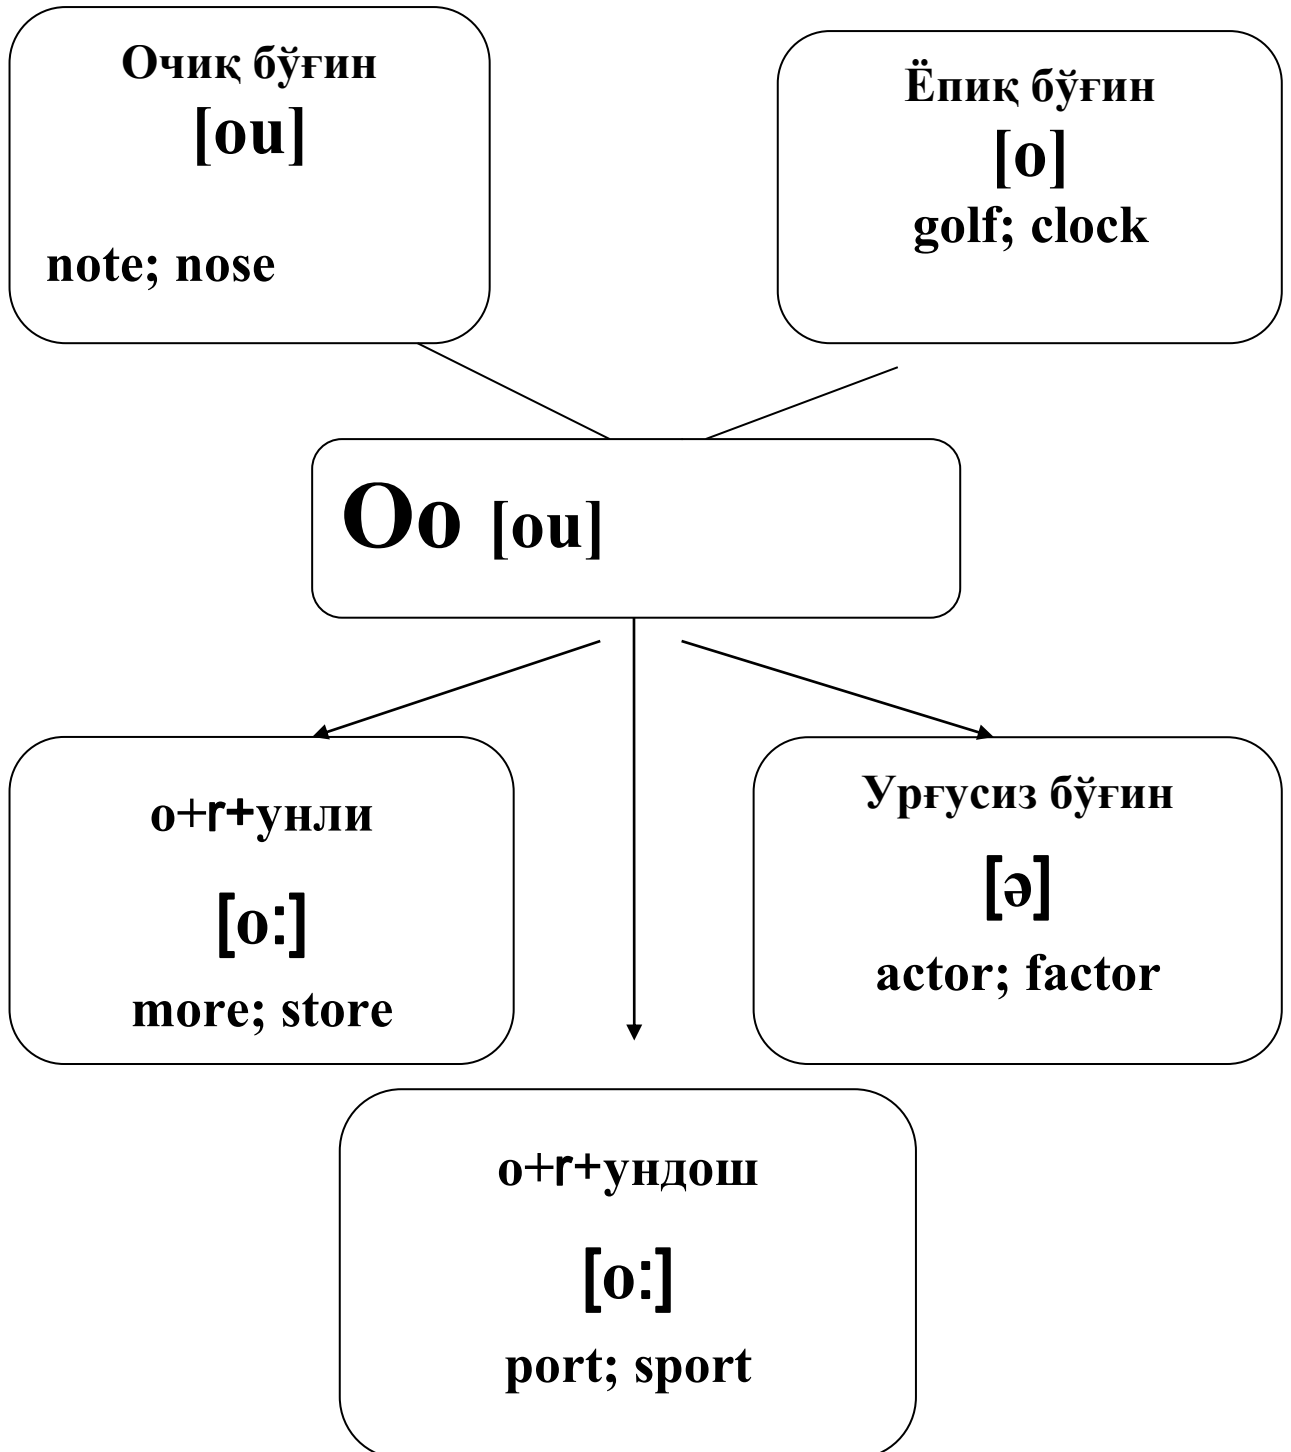 Очиқ бўғин
[ou]
note; nose
Ёпиқ бўғин
[o]
golf; clock
Oo [ou]
o+r+унли
[o:]
more; store
Урғусиз бўғин
[ə]
actor; factor
o+r+ундош
[o:]
port; sport